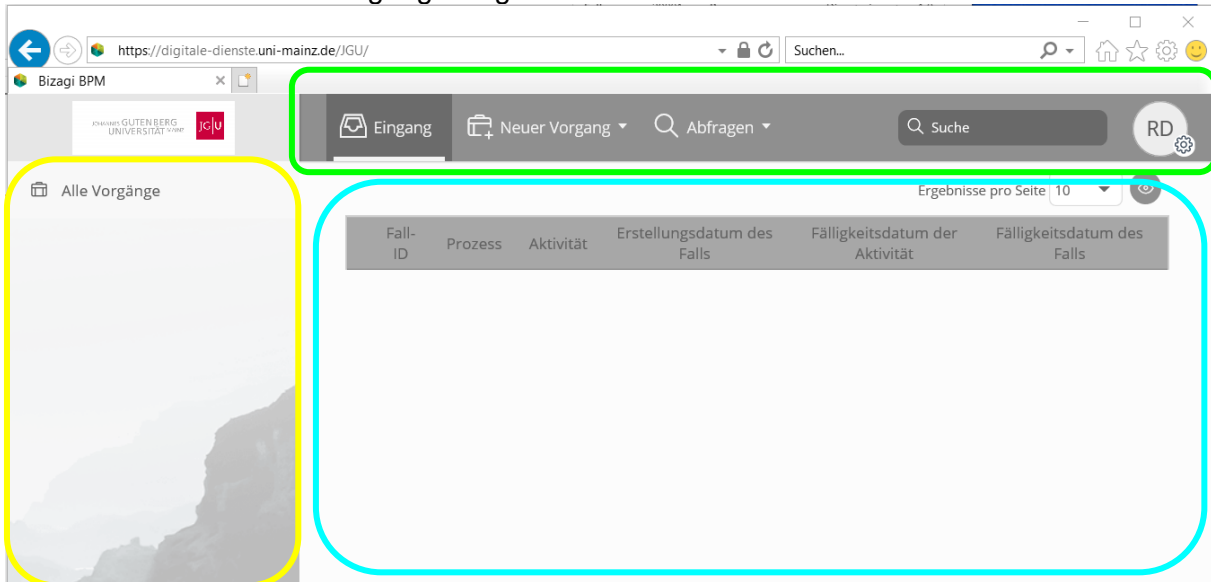 https://digitale-dienste.uni-mainz.de/JGU/
Suchen...
Bizagi BPM
JOHANNES GUTENBERG
UNIVERSITÄT MAINZ
JG|U
Eingang
Neuer Vorgang
Abfragen
Suche
RD
Alle Vorgänge
Ergebnisse pro Seite 10
Fall-
ID
Prozess
Aktivität
Erstellungsdatum des
Falls
Fälligkeitsdatum der
Aktivität
Fälligkeitsdatum des
Falls